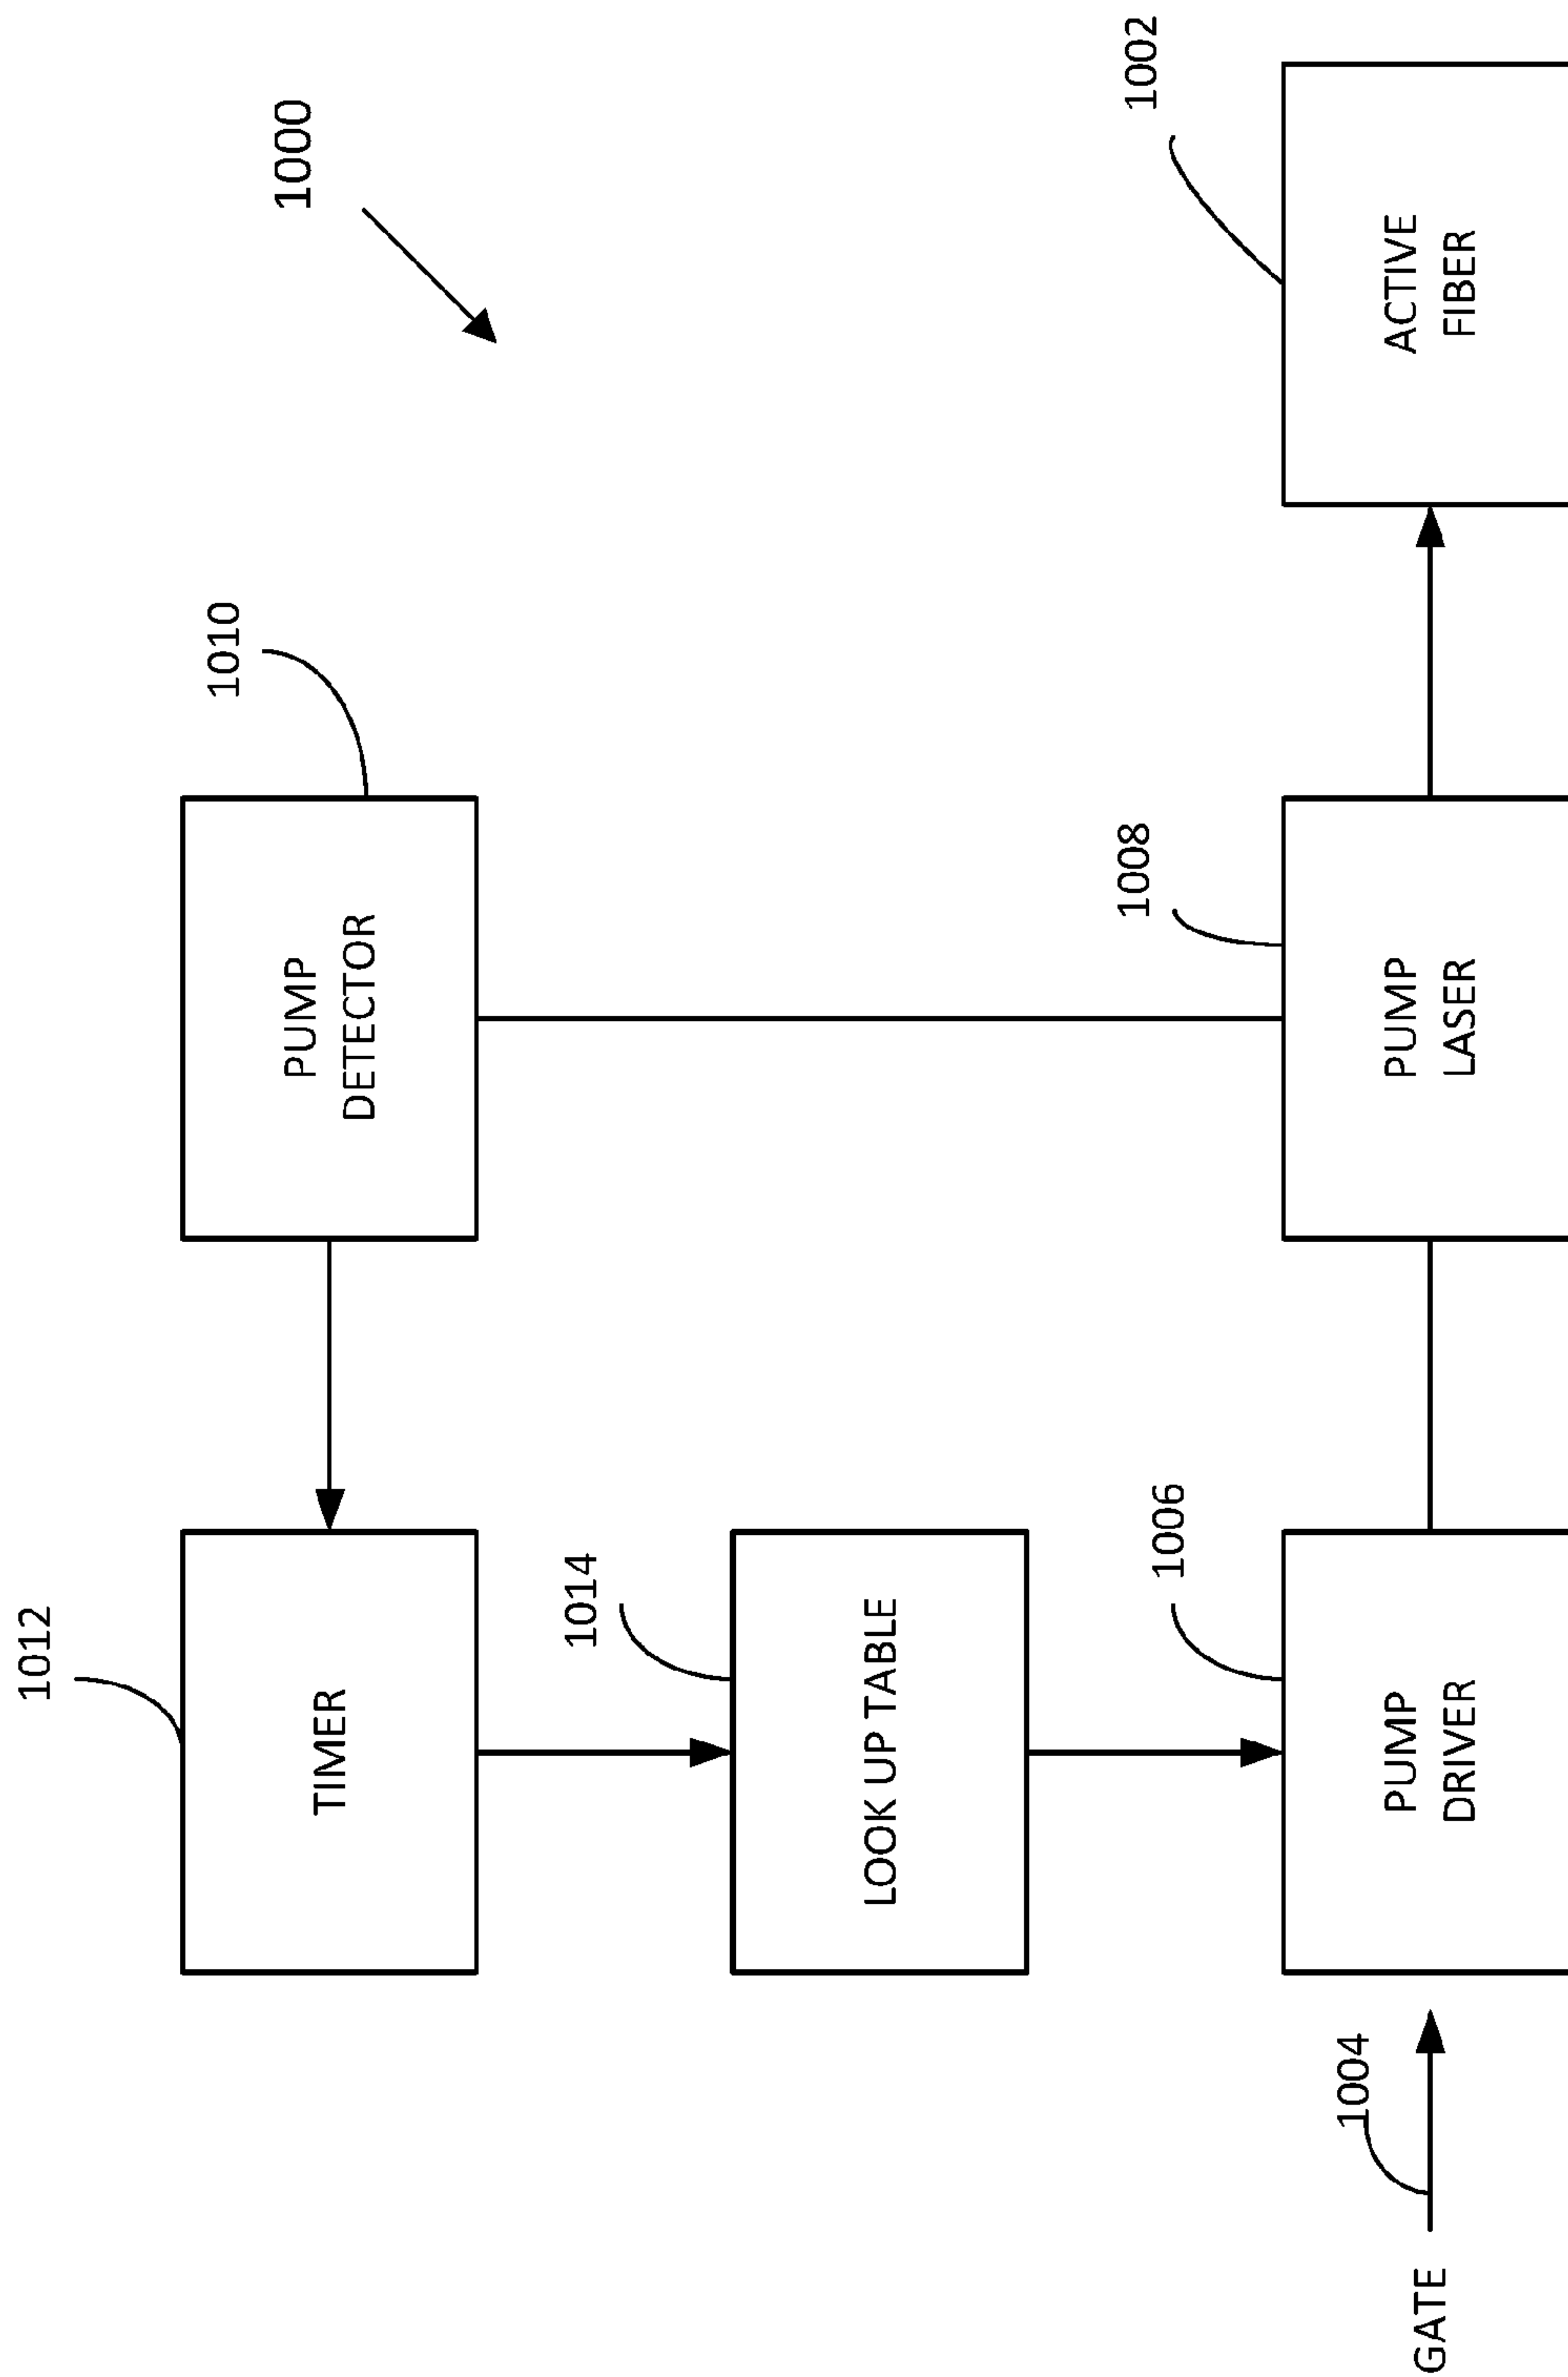 1000
1012
TIMER
1010
PUMP
DETECTOR
1014
LOOK UP TABLE
GATE
1004
1006
PUMP
DRIVER
1008
PUMP
LASER
1002
ACTIVE
FIBER